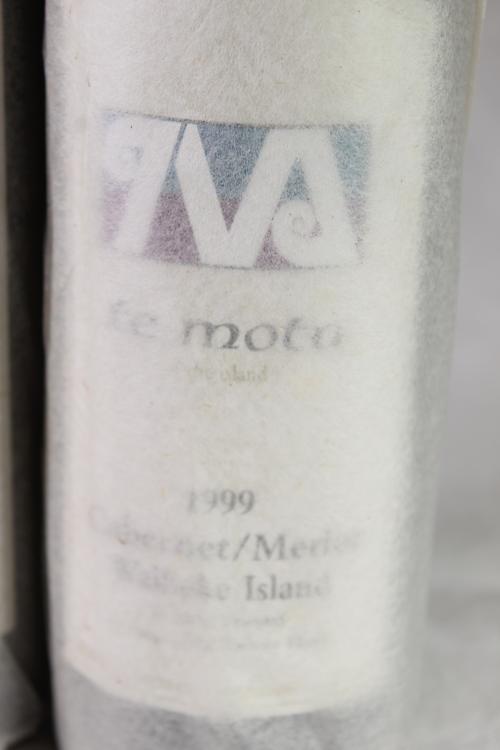 te motu
the island
1999
Cabernet/Merlot
Waiheke Island